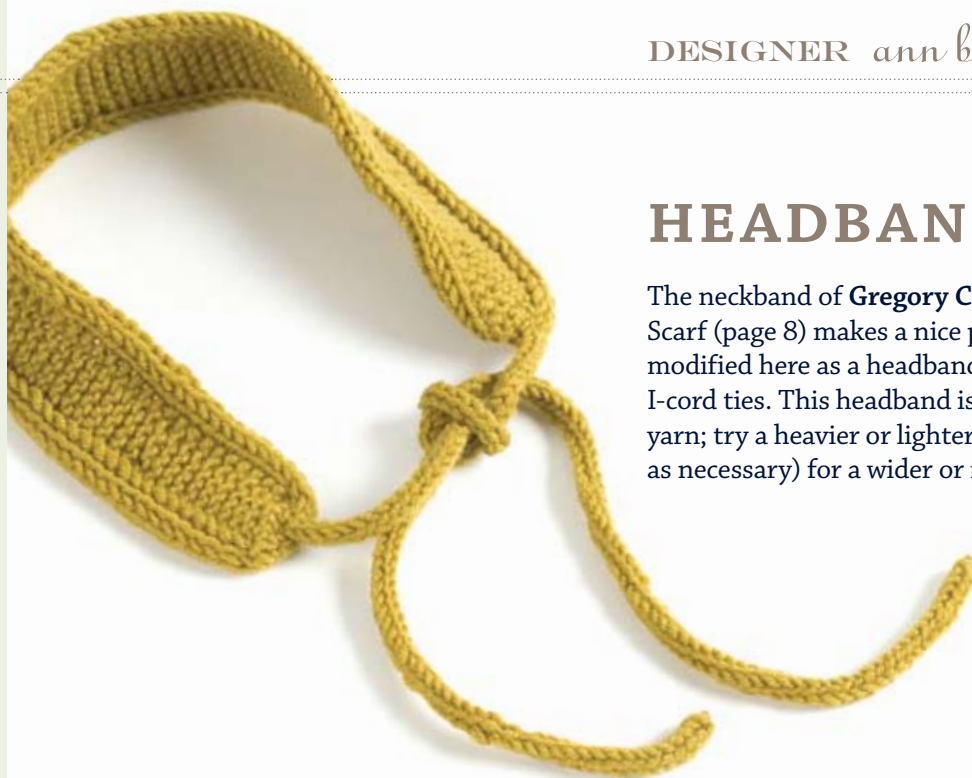 DESIGNER ann b
HEADBAN
The neckband of Gregory C
Scarf (page 8) makes a nice p
modified here as a headband
I-cord ties. This headband is
yarn; try a heavier or lighter
as necessary) for a wider or